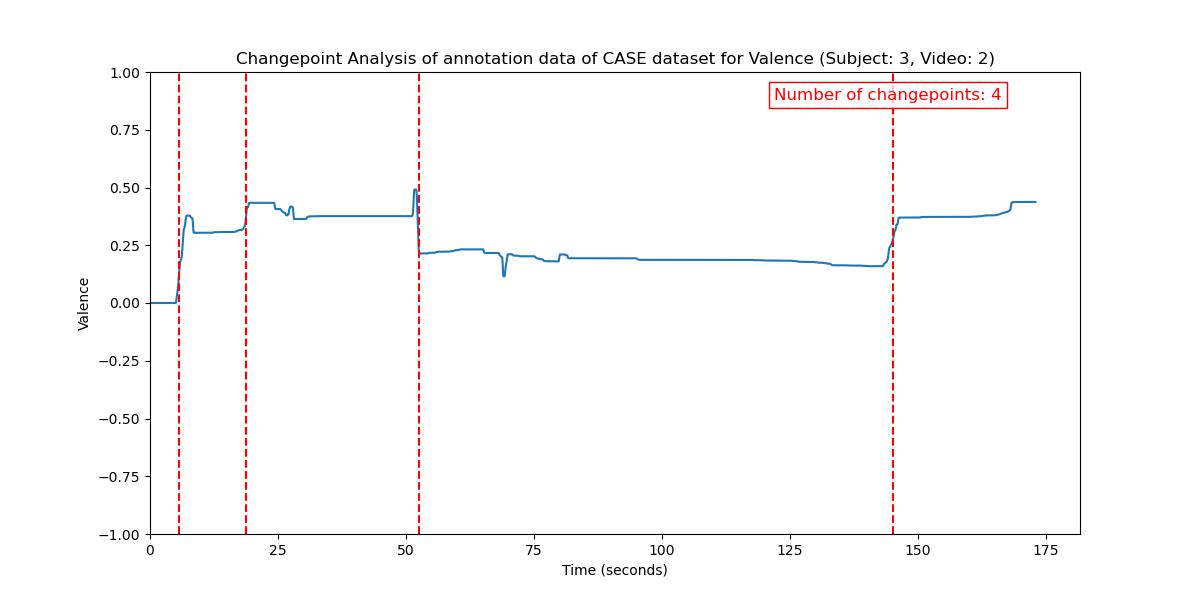 Changepoint Analysis of annotation data of CASE dataset for Valence (Subject: 3, Video: 2)
Number of changepoints: 4
1.00
0.75
0.50
0.25
0.00
−0.25
−0.50
−0.75
−1.00
Valence
0 25 50 75 100 125 150 175
Time (seconds)